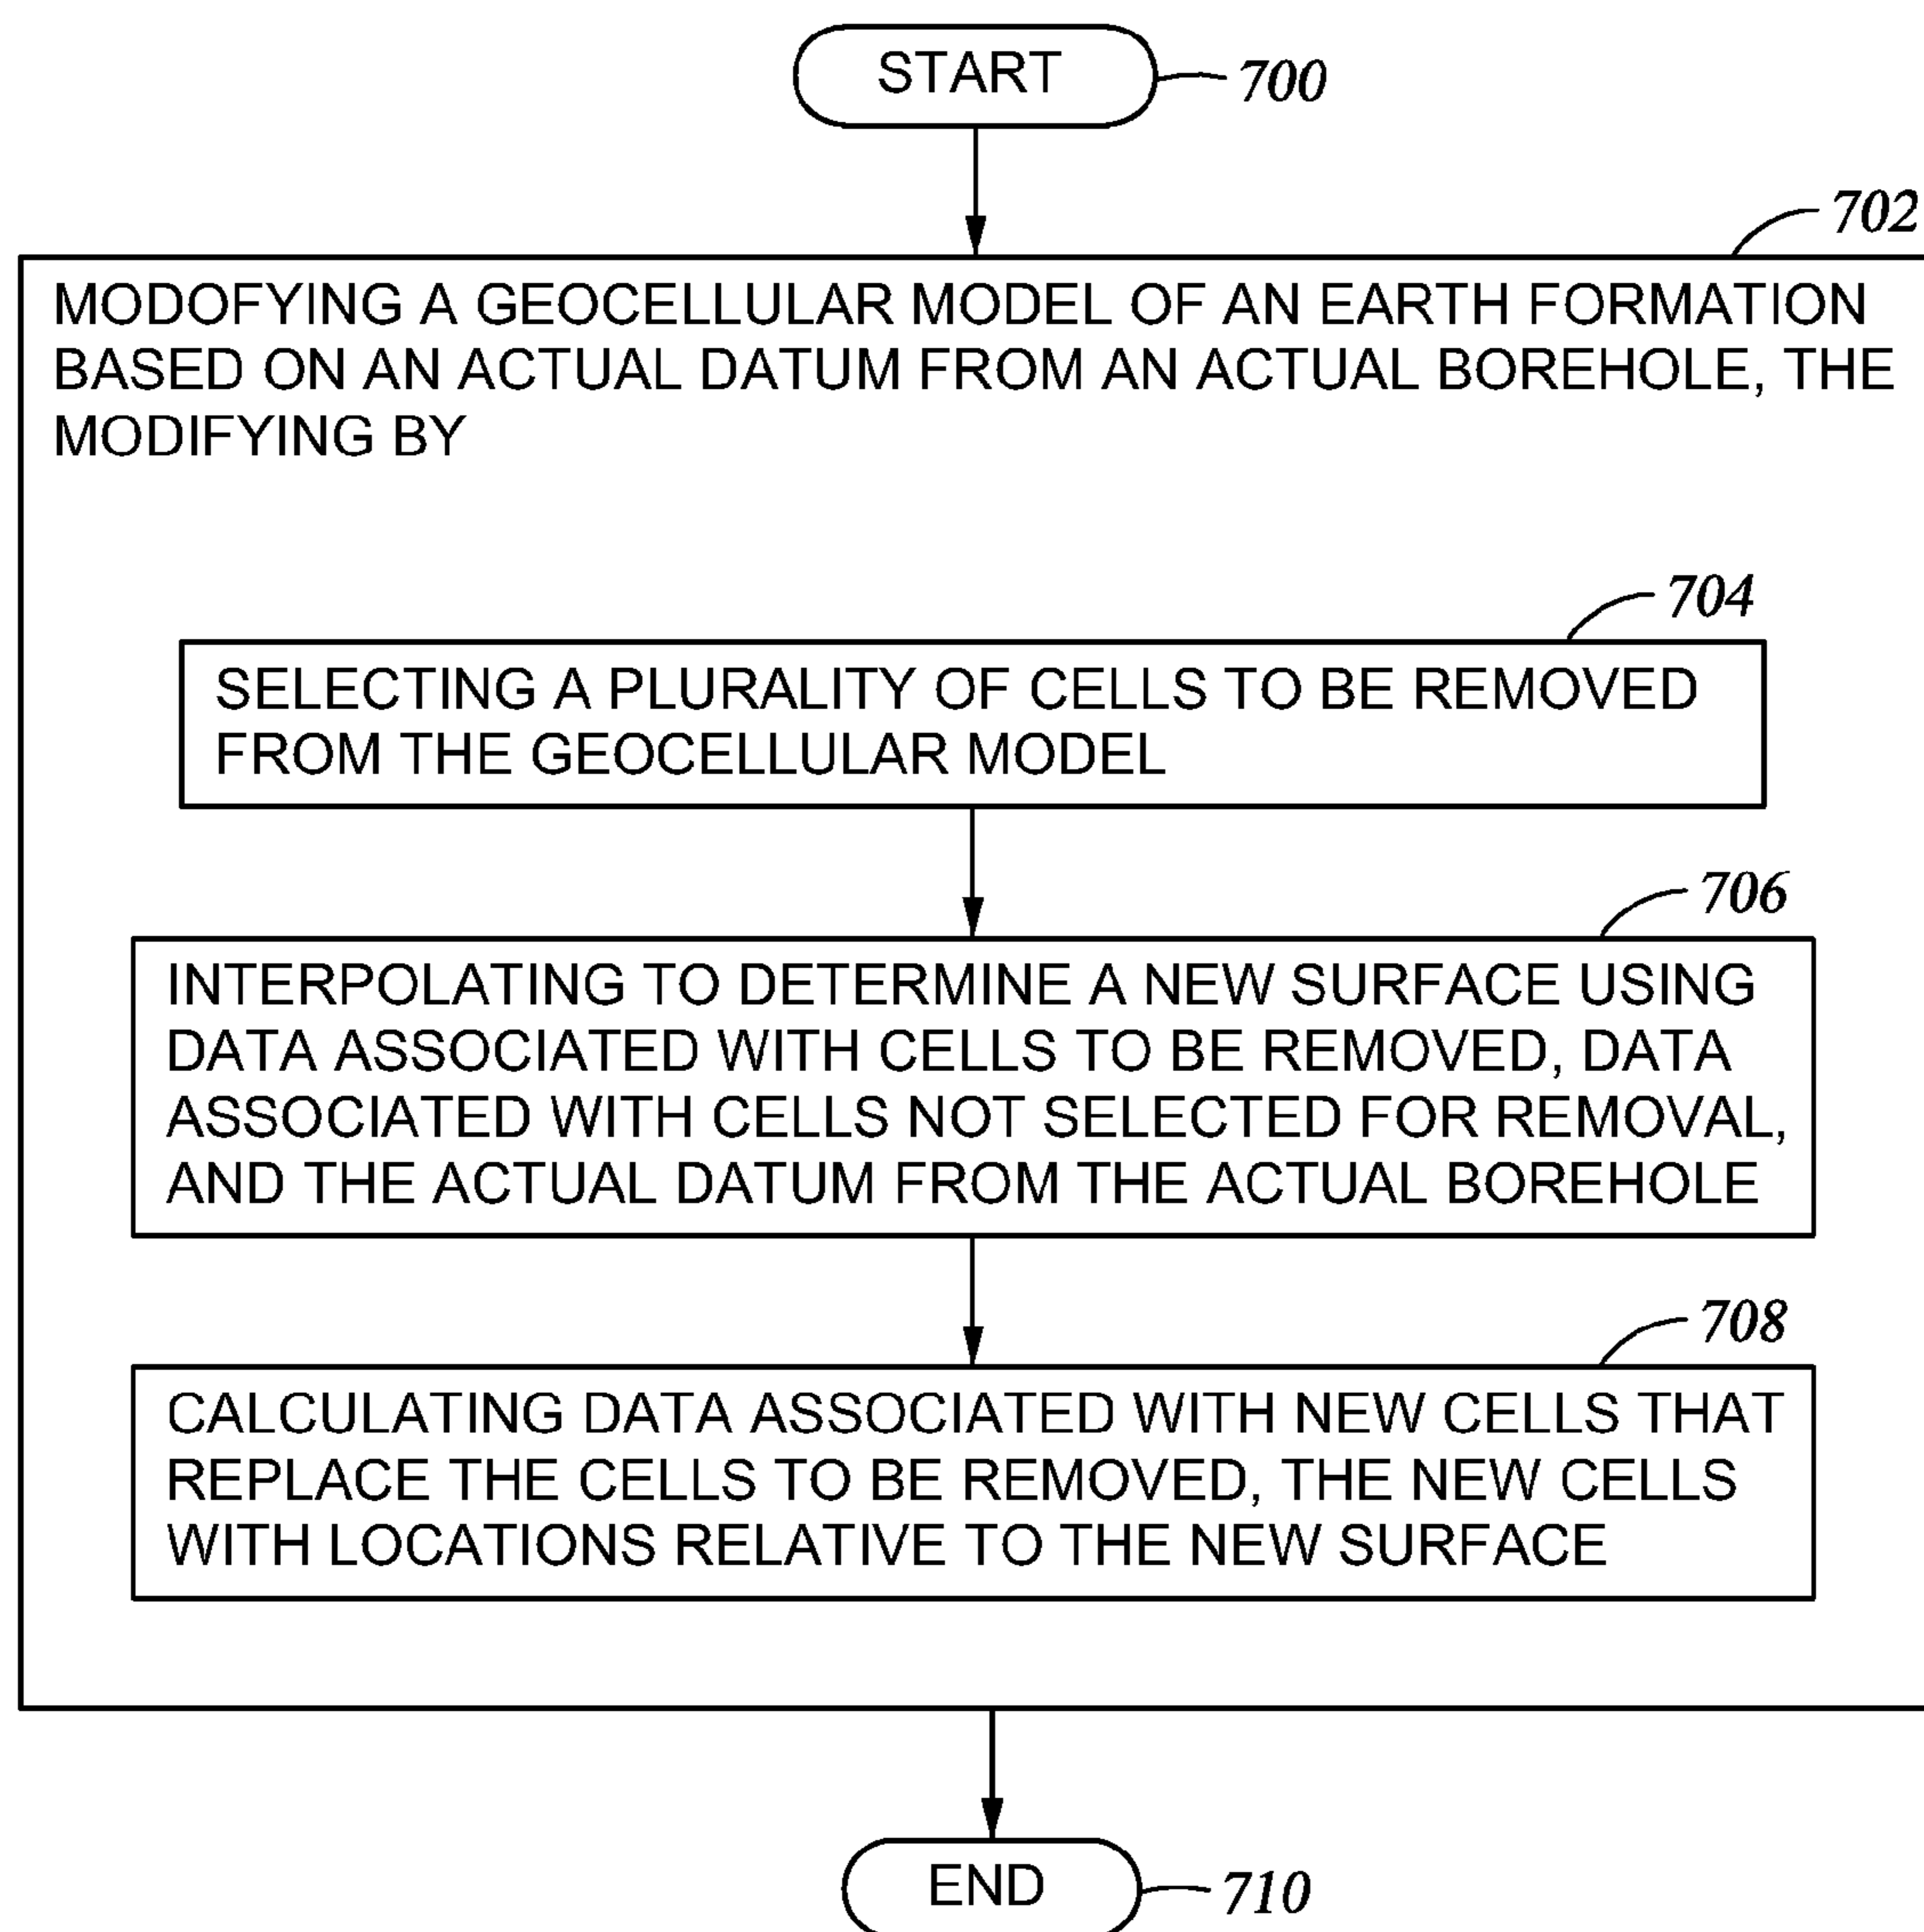 START
700
702
MODOFYING A GEOCELLULAR MODEL OF AN EARTH FORMATION
BASED ON AN ACTUAL DATUM FROM AN ACTUAL BOREHOLE, THE
MODIFYING BY
704
SELECTING A PLURALITY OF CELLS TO BE REMOVED
FROM THE GEOCELLULAR MODEL
706
INTERPOLATING TO DETERMINE A NEW SURFACE USING
DATA ASSOCIATED WITH CELLS TO BE REMOVED, DATA
ASSOCIATED WITH CELLS NOT SELECTED FOR REMOVAL,
AND THE ACTUAL DATUM FROM THE ACTUAL BOREHOLE
708
CALCULATING DATA ASSOCIATED WITH NEW CELLS THAT
REPLACE THE CELLS TO BE REMOVED, THE NEW CELLS
WITH LOCATIONS RELATIVE TO THE NEW SURFACE
END
710